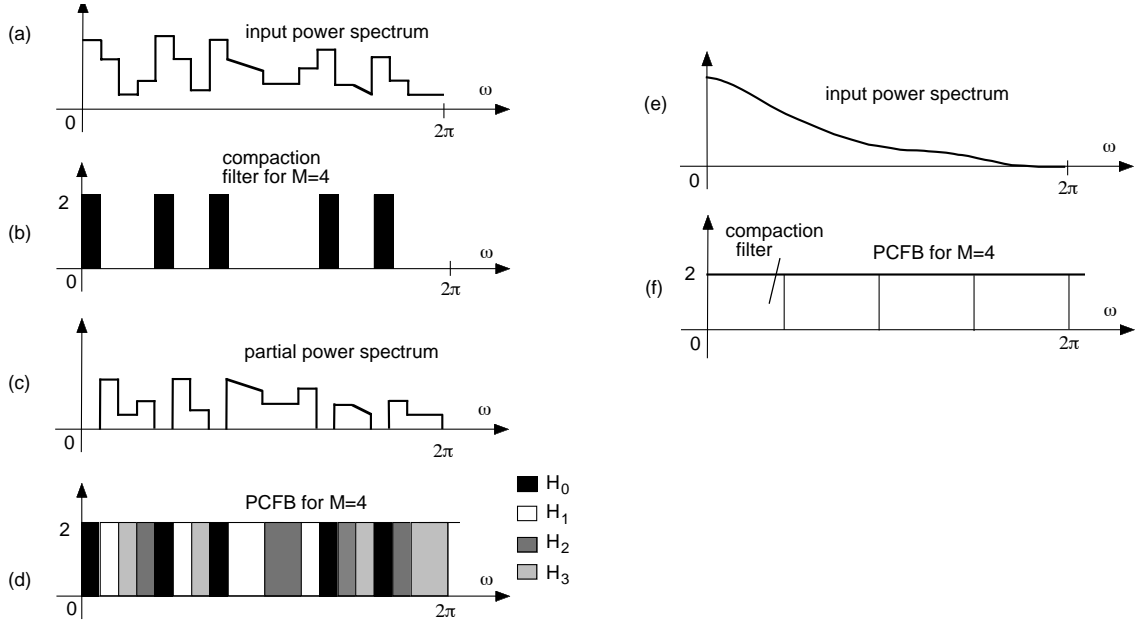 (a)
input power spectrum
ω
0
2π
compaction
filter for M=4
2
(b)
ω
0
2π
partial power spectrum
(c)
ω
0
2π
PCFB for M=4
2
(d)
ω
0
2π
H0
H1
H2
H3
(e)
input power spectrum
ω
0
2π
compaction
filter
PCFB for M=4
2
(f)
ω
0
2π